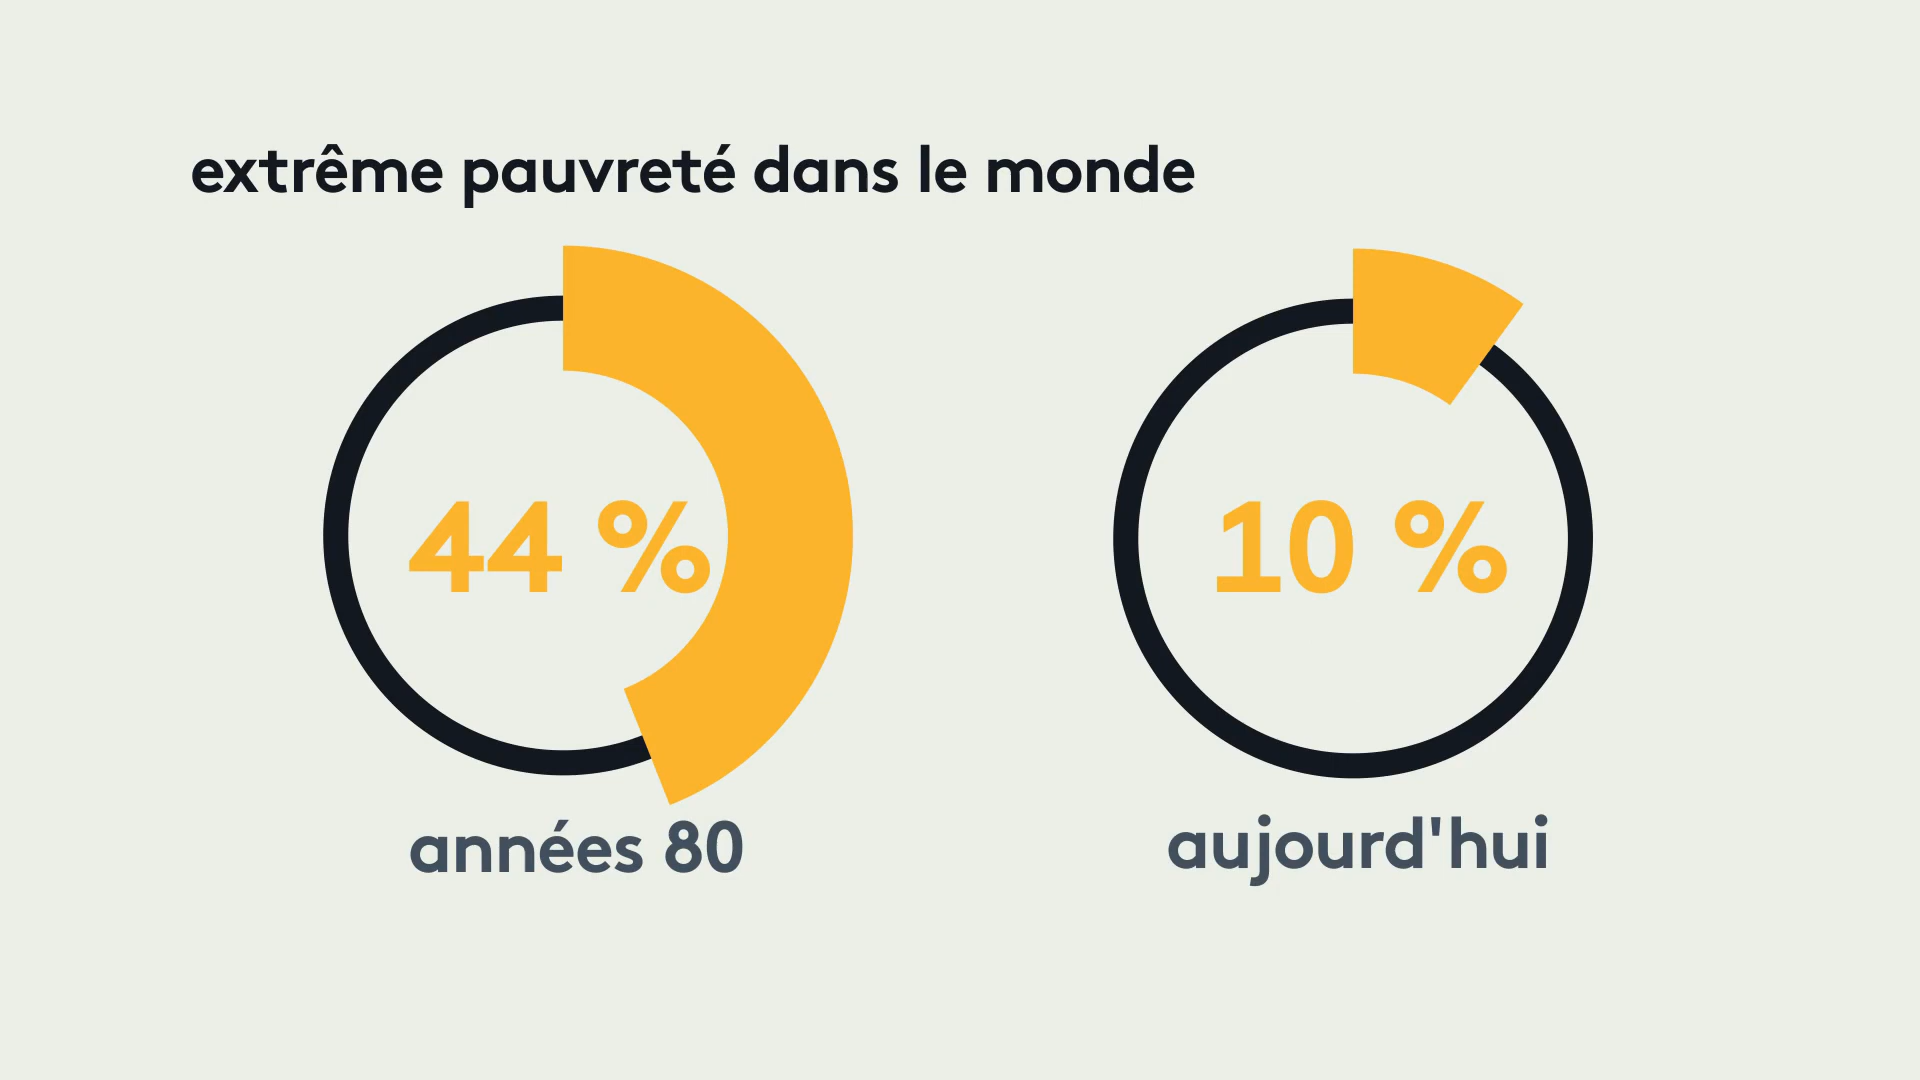 extrême pauvreté dans le monde
44 %
10 %
années 80
aujourd'hui